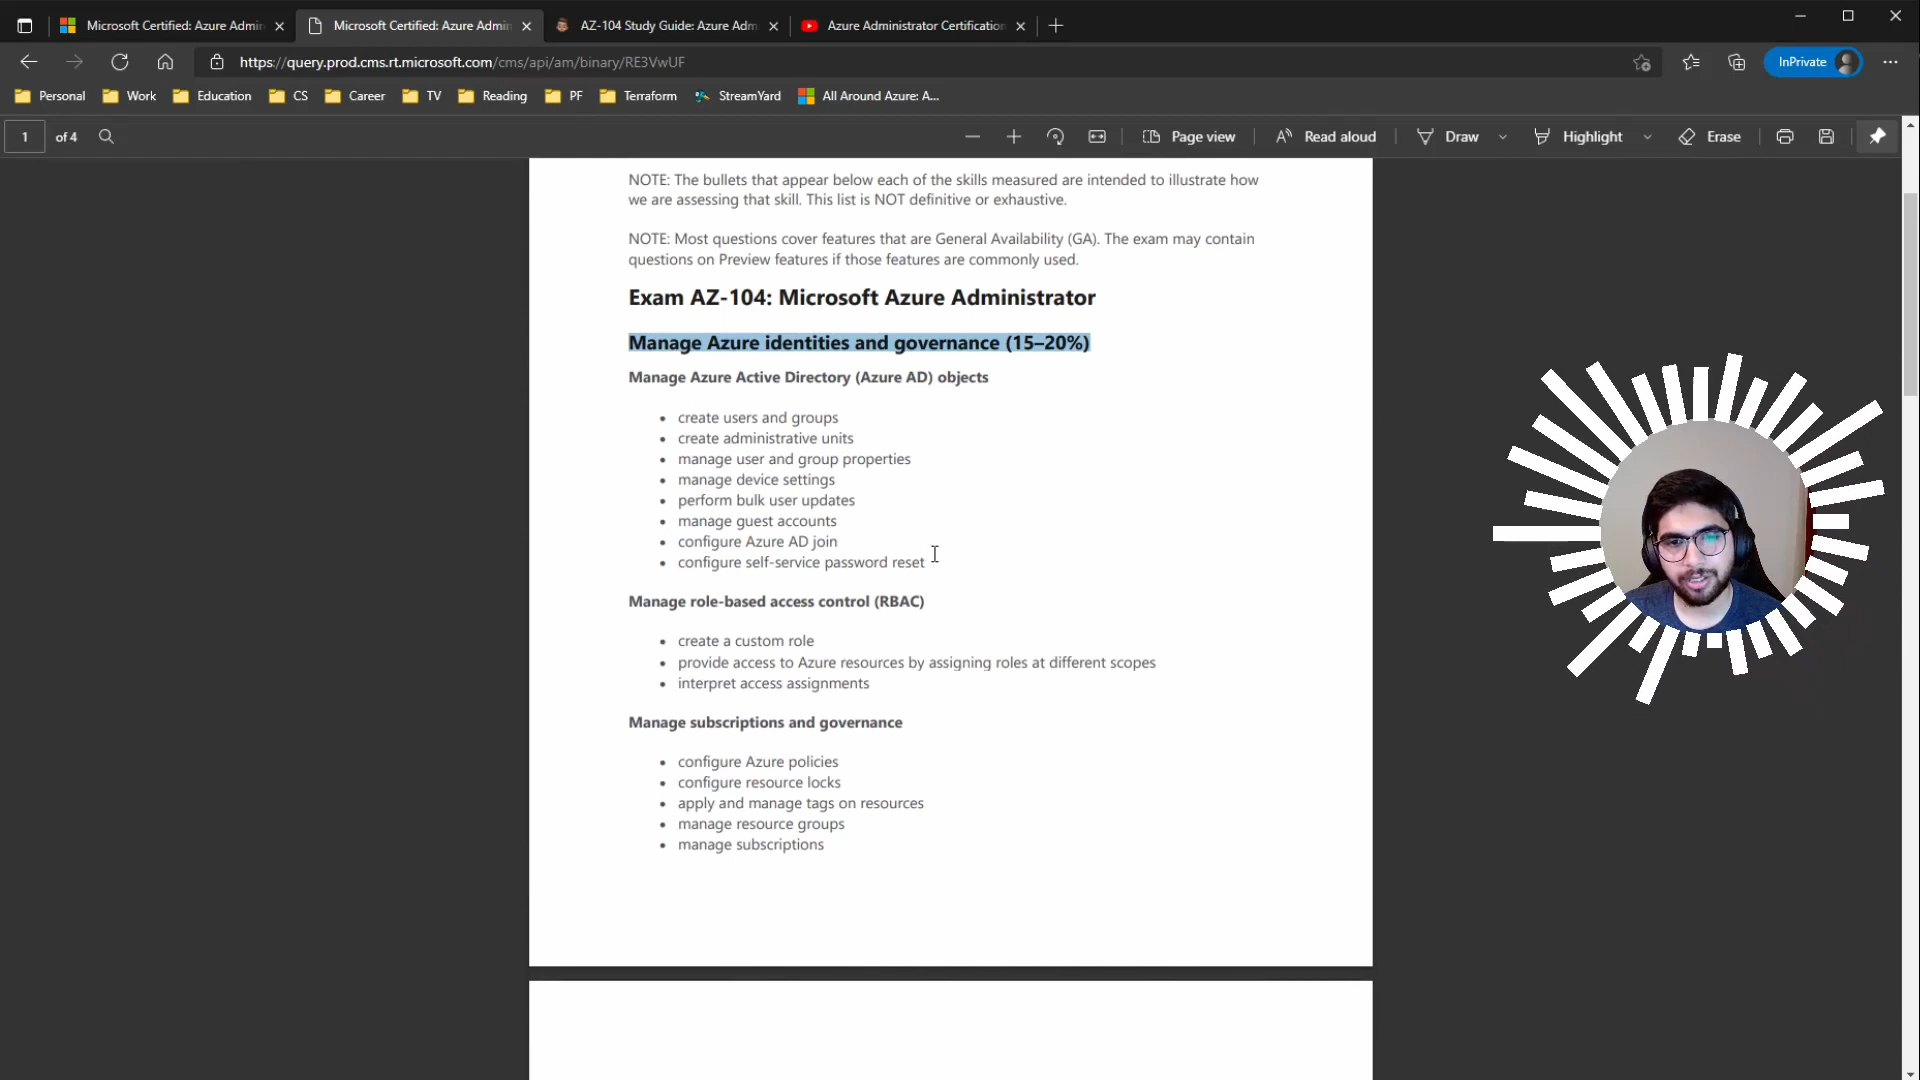 Microsoft Certified: Azure Admin
Microsoft Certified: Azure Admin
AZ-104 Study Guide: Azure Adm
Azure Administrator Certification
https://query.prod.cms.rt.microsoft.com/cms/api/am/binary/RE3VwUF
InPrivate
Personal
Work
Education
CS
Career
TV
Reading
PF
Terraform
StreamYard
All Around Azure: A...
1 of 4
Page view
Read aloud
Draw
Highlight
Erase
NOTE: The bullets that appear below each of the skills measured are intended to illustrate how
we are assessing that skill. This list is NOT definitive or exhaustive.
NOTE: Most questions cover features that are General Availability (GA). The exam may contain
questions on Preview features if those features are commonly used.
Exam AZ-104: Microsoft Azure Administrator
Manage Azure identities and governance (15–20%)
Manage Azure Active Directory (Azure AD) objects
• create users and groups
• create administrative units
• manage user and group properties
• manage device settings
• perform bulk user updates
• manage guest accounts
• configure Azure AD join
• configure self-service password reset
Manage role-based access control (RBAC)
• create a custom role
• provide access to Azure resources by assigning roles at different scopes
• interpret access assignments
Manage subscriptions and governance
• configure Azure policies
• configure resource locks
• apply and manage tags on resources
• manage resource groups
• manage subscriptions